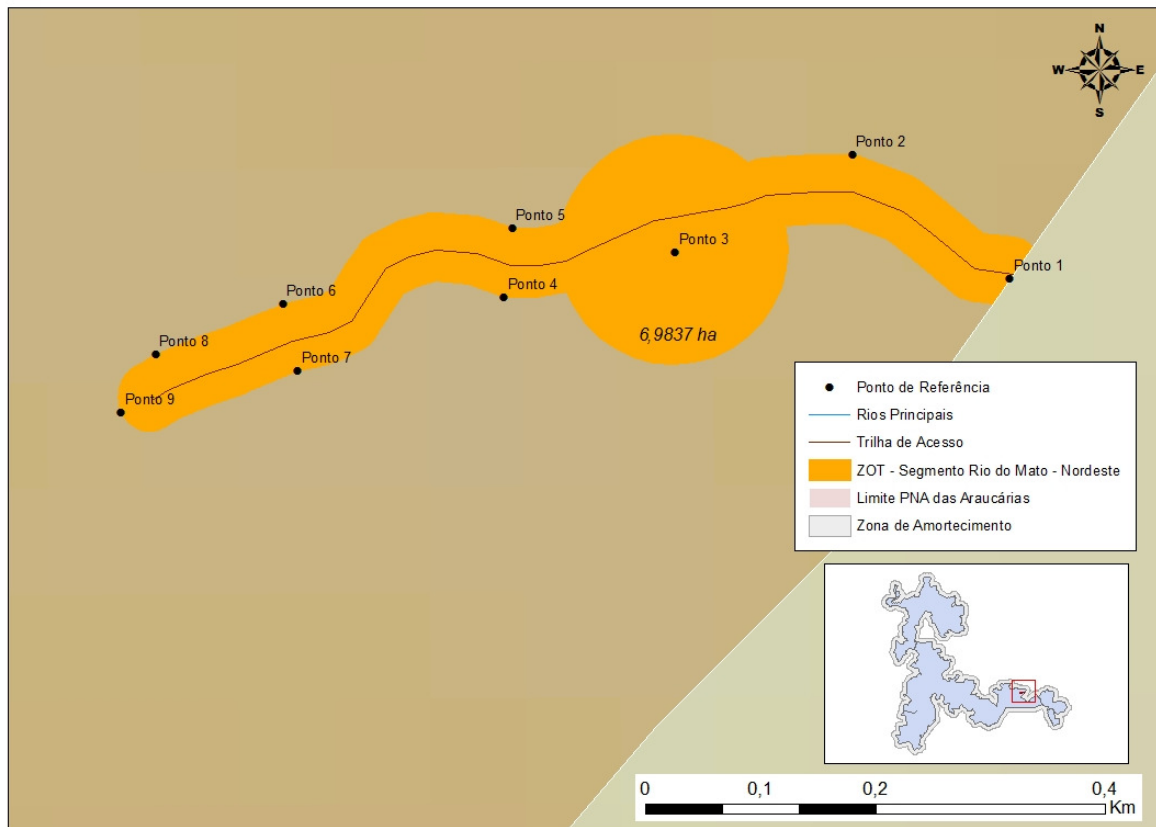 N
W E
S
Ponto 2
Ponto 5
Ponto 3
Ponto 1
Ponto 6
Ponto 4
6,9837 ha
Ponto 8
Ponto 7
Ponto 9
Ponto de Referência
Rios Principais
Trilha de Acesso
ZOT - Segmento Rio do Mato - Nordeste
Limite PNA das Araucárias
Zona de Amortecimento
0 0,1 0,2 0,4
Km